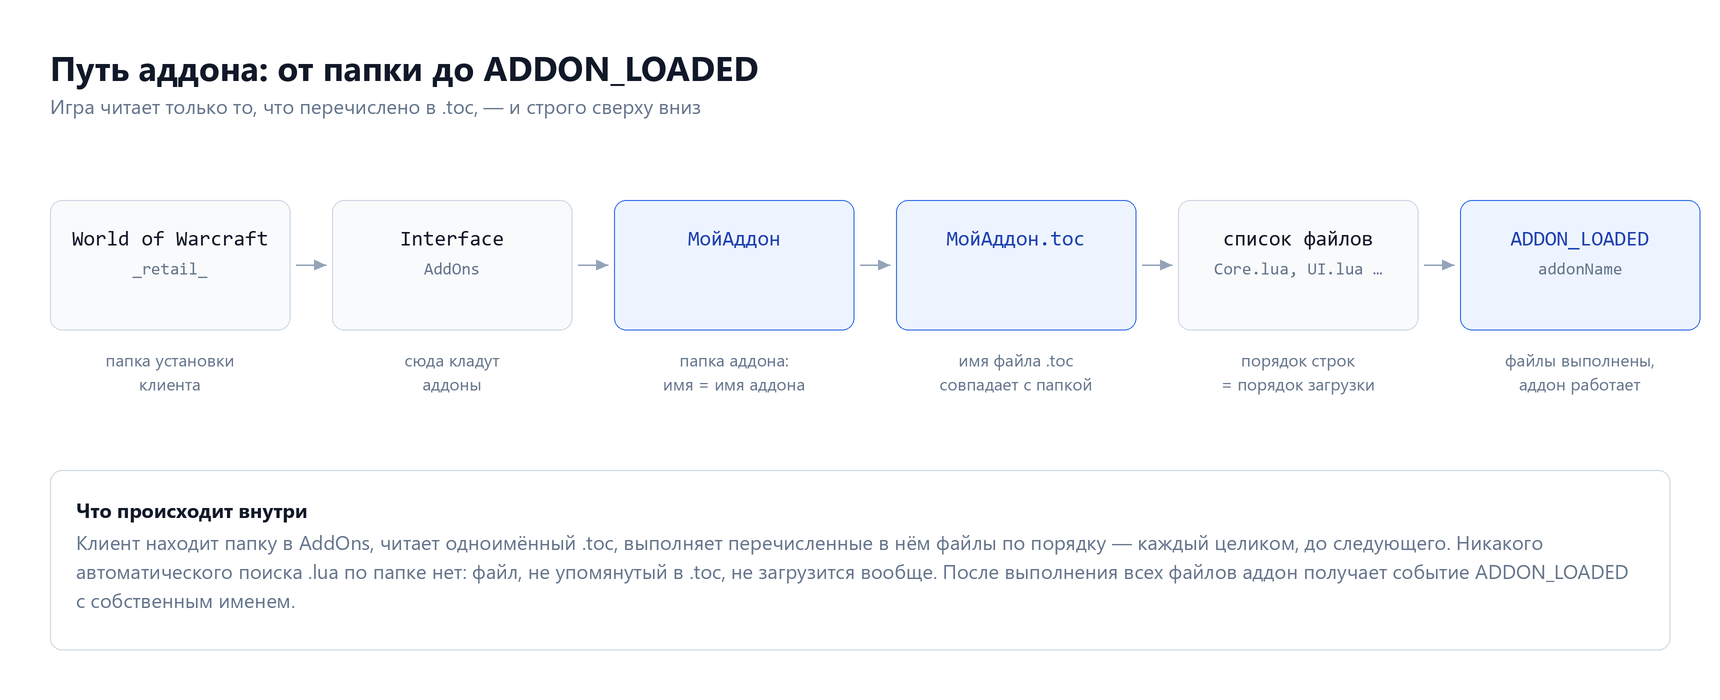 Путь аддона: от папки до ADDON_LOADED
Игра читает только то, что перечислено в .toc, — и строго сверху вниз
World of Warcraft
_retail_
Interface
AddOns
МойАддон
МойАддон.toc
список файлов
Core.lua, UI.lua …
ADDON_LOADED
addonName
папка установки
клиента
сюда кладут
аддоны
папка аддона:
имя = имя аддона
имя файла .toc
совпадает с папкой
порядок строк
= порядок загрузки
файлы выполнены,
аддон работает
Что происходит внутри
Клиент находит папку в AddOns, читает одноимённый .toc, выполняет перечисленные в нём файлы по порядку — каждый целиком, до следующего. Никакого
автоматического поиска .lua по папке нет: файл, не упомянутый в .toc, не загрузится вообще. После выполнения всех файлов аддон получает событие ADDON_LOADED
с собственным именем.